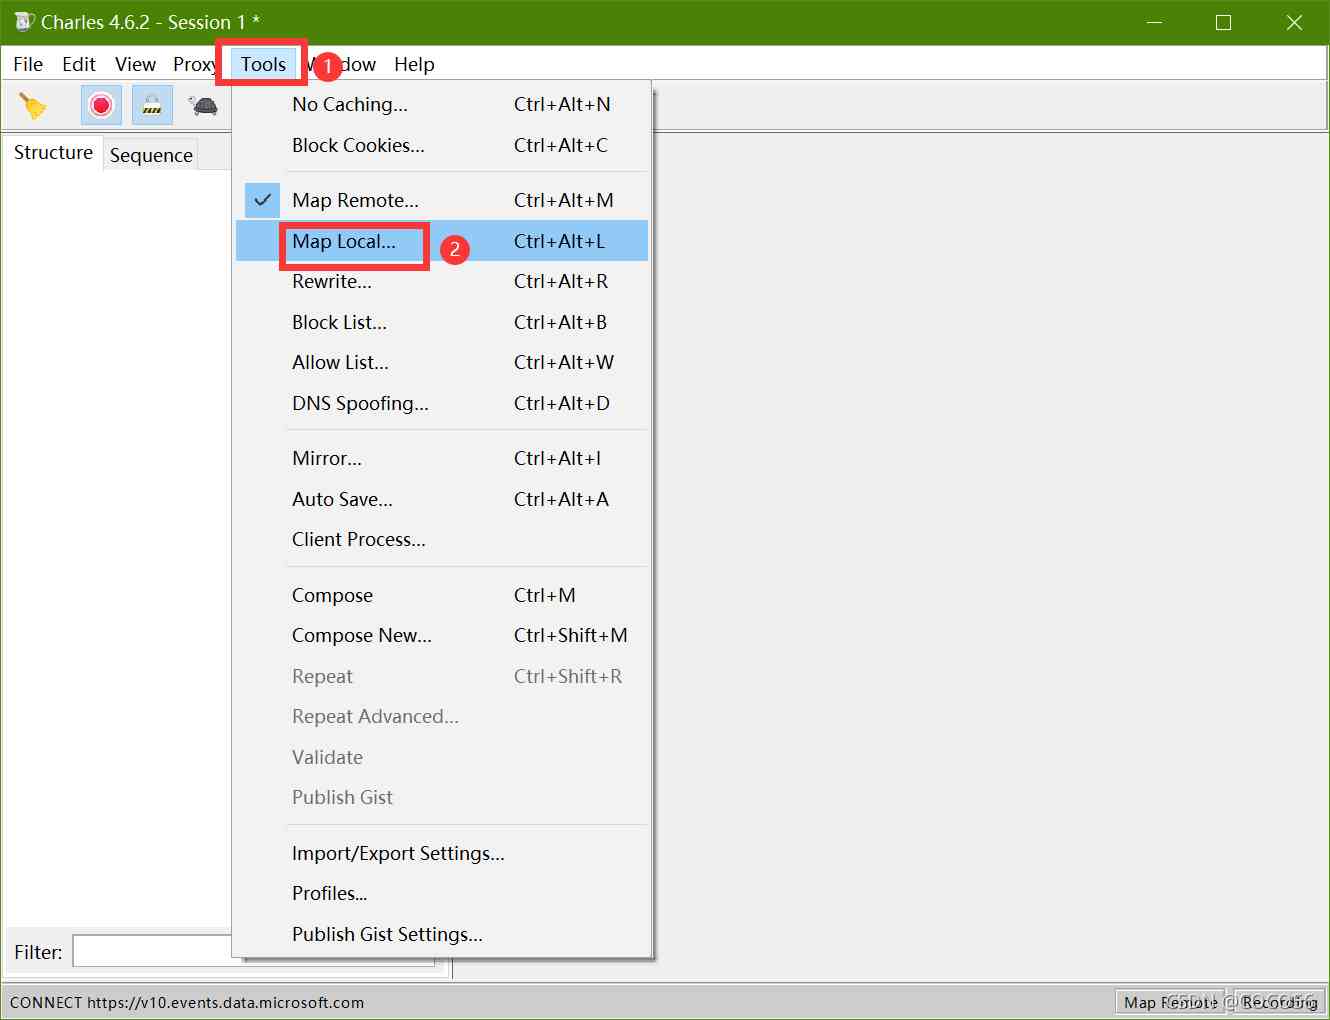 Charles 4.6.2 - Session 1 *
File Edit View Proxy Tools 1 Window Help
No Caching... Ctrl+Alt+N
Block Cookies... Ctrl+Alt+C
Structure Sequence
Map Remote... Ctrl+Alt+M
Map Local... 2 Ctrl+Alt+L
Rewrite... Ctrl+Alt+R
Block List... Ctrl+Alt+B
Allow List... Ctrl+Alt+W
DNS Spoofing... Ctrl+Alt+D
Mirror... Ctrl+Alt+I
Auto Save... Ctrl+Alt+A
Client Process...
Compose Ctrl+M
Compose New... Ctrl+Shift+M
Repeat Ctrl+Shift+R
Repeat Advanced...
Validate
Publish Gist
Import/Export Settings...
Profiles...
Publish Gist Settings...
Filter:
CONNECT https://v10.events.data.microsoft.com Map Remote Recording